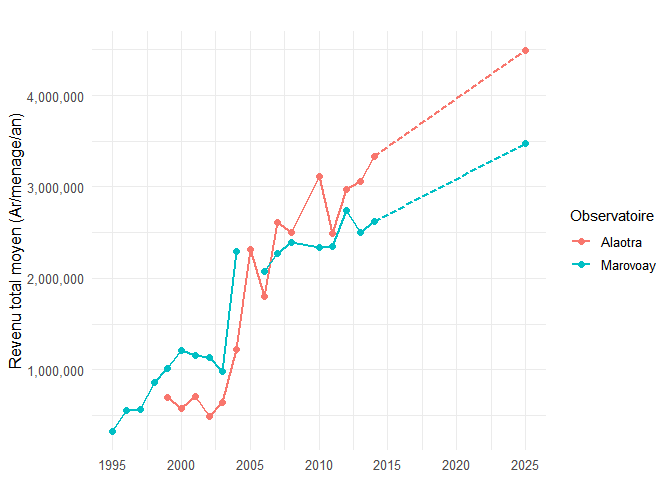 Revenu total moyen (Ar/menage/an)
4,000,000
3,000,000
2,000,000
1,000,000
1995 2000 2005 2010 2015 2020 2025
Observatoire
Alaotra
Marovoay